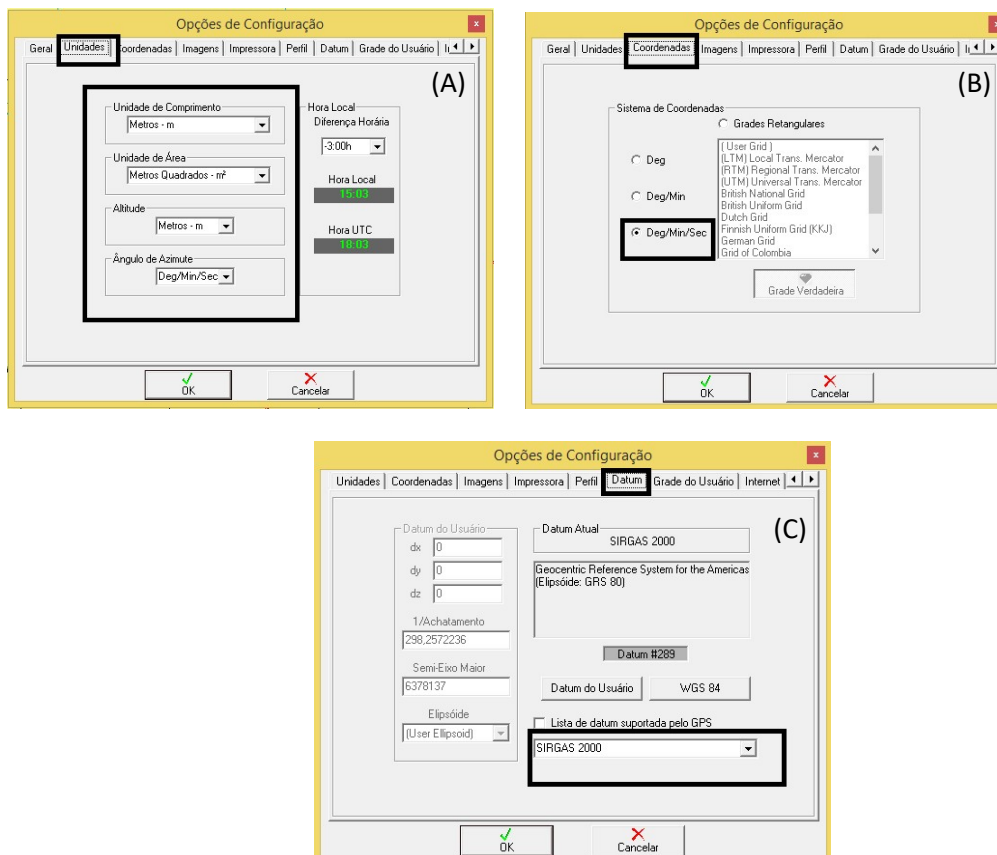 Opções de Configuração
Geral Unidades Coordenadas Imagens Impressora Perfil Datum Grade do Usuário
(A)
Unidade de Comprimento
Metros - m
Unidade de Área
Metros Quadrados - m²
Altitude
Metros - m
Ângulo de Azimute
Deg/Min/Sec
Hora Local
Diferença Horária
-3:00h
Hora Local
15:03
Hora UTC
18:03
OK
Cancelar
Opções de Configuração
Geral Unidades Coordenadas Imagens Impressora Perfil Datum Grade do Usuário
(B)
Sistema de Coordenadas
Grades Retangulares
Deg
Deg/Min
Deg/Min/Sec
( User Grid )
(LTM) Local Trans. Mercator
(RTM) Regional Trans. Mercator
(UTM) Universal Trans. Mercator
British National Grid
British Uniform Grid
Dutch Grid
Finnish Uniform Grid (KKJ)
German Grid
Grid of Colombia
Grade Verdadeira
OK
Cancelar
Opções de Configuração
Unidades Coordenadas Imagens Impressora Perfil Datum Grade do Usuário Internet
(C)
Datum do Usuário
dx 0
dy 0
dz 0
1/Achatamento
298,2572236
Semi-Eixo Maior
6378137
Elipsóide
(User Ellipsoid)
Datum Atual
SIRGAS 2000
Geocentric Reference System for the Americas
(Elipsóide: GRS 80)
Datum #289
Datum do Usuário
WGS 84
Lista de datum suportada pelo GPS
SIRGAS 2000
OK
Cancelar